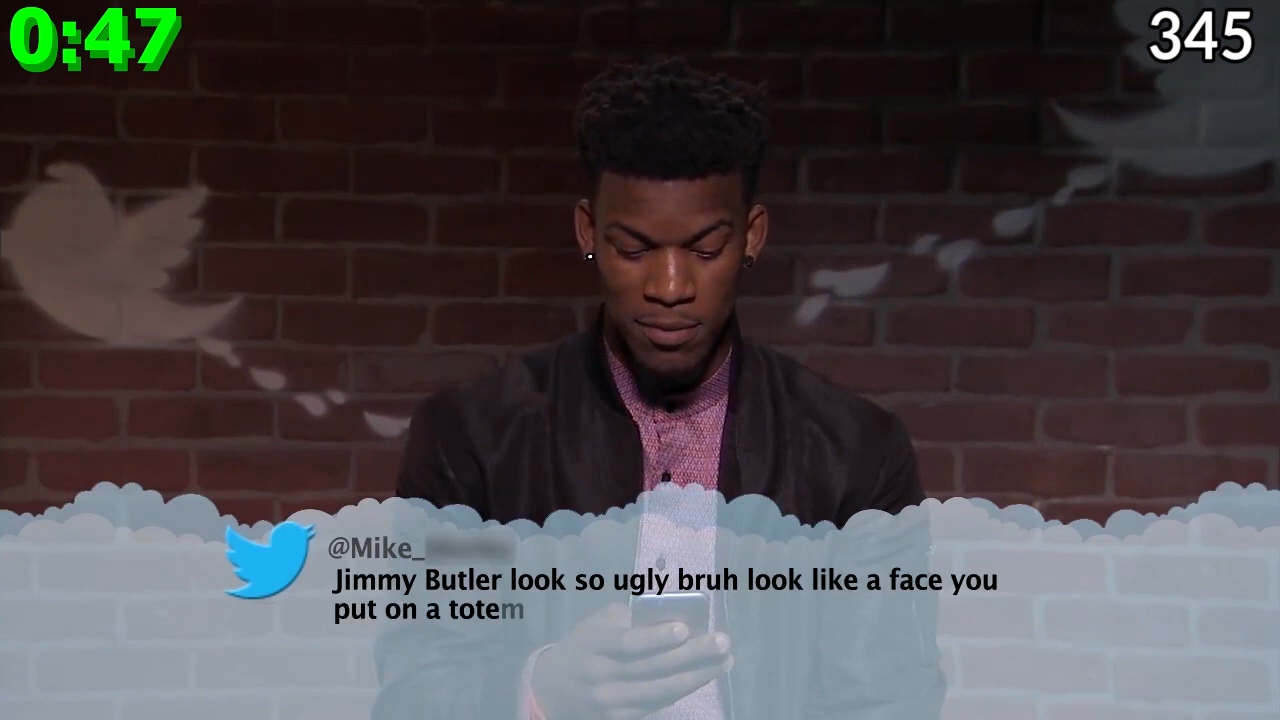 0:47
345
@Mike_
Jimmy Butler look so ugly bruh look like a face you
put on a totem